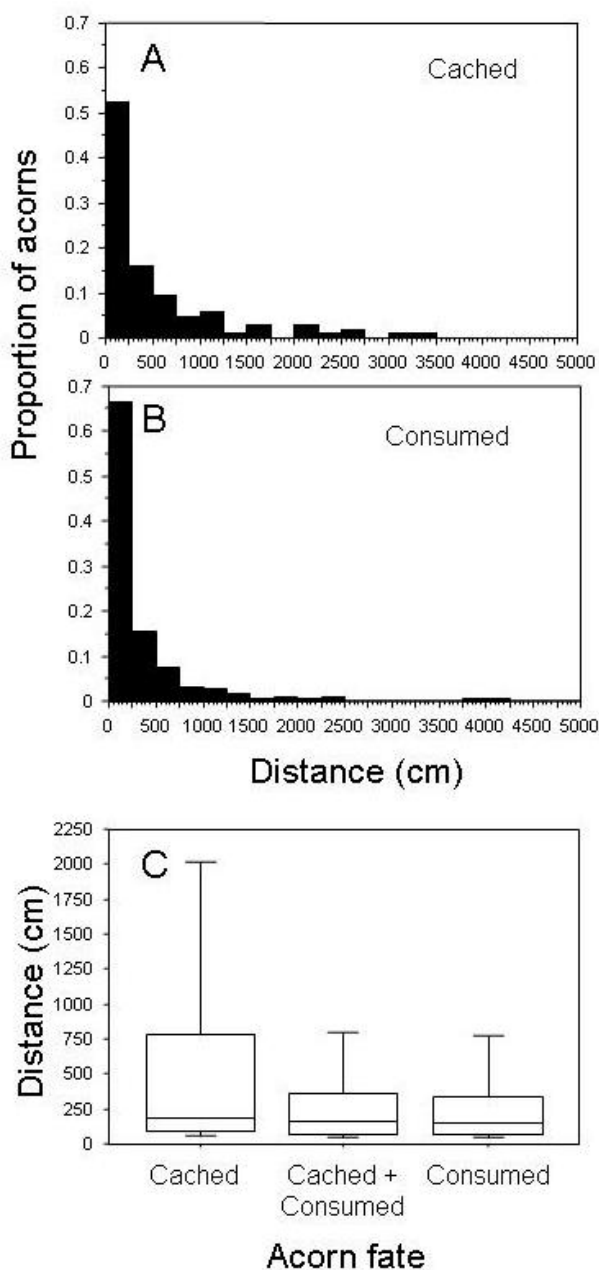 A
Cached
0.7
0.6
0.5
0.4
0.3
0.2
0.1
0
0 500 1000 1500 2000 2500 3000 3500 4000 4500 5000
Proportion of acorns
B
Consumed
0.7
0.6
0.5
0.4
0.3
0.2
0.1
0
0 500 1000 1500 2000 2500 3000 3500 4000 4500 5000
Distance (cm)
C
2250
2000
1750
1500
1250
1000
750
500
250
0
Distance (cm)
Cached
Cached +
Consumed
Consumed
Acorn fate